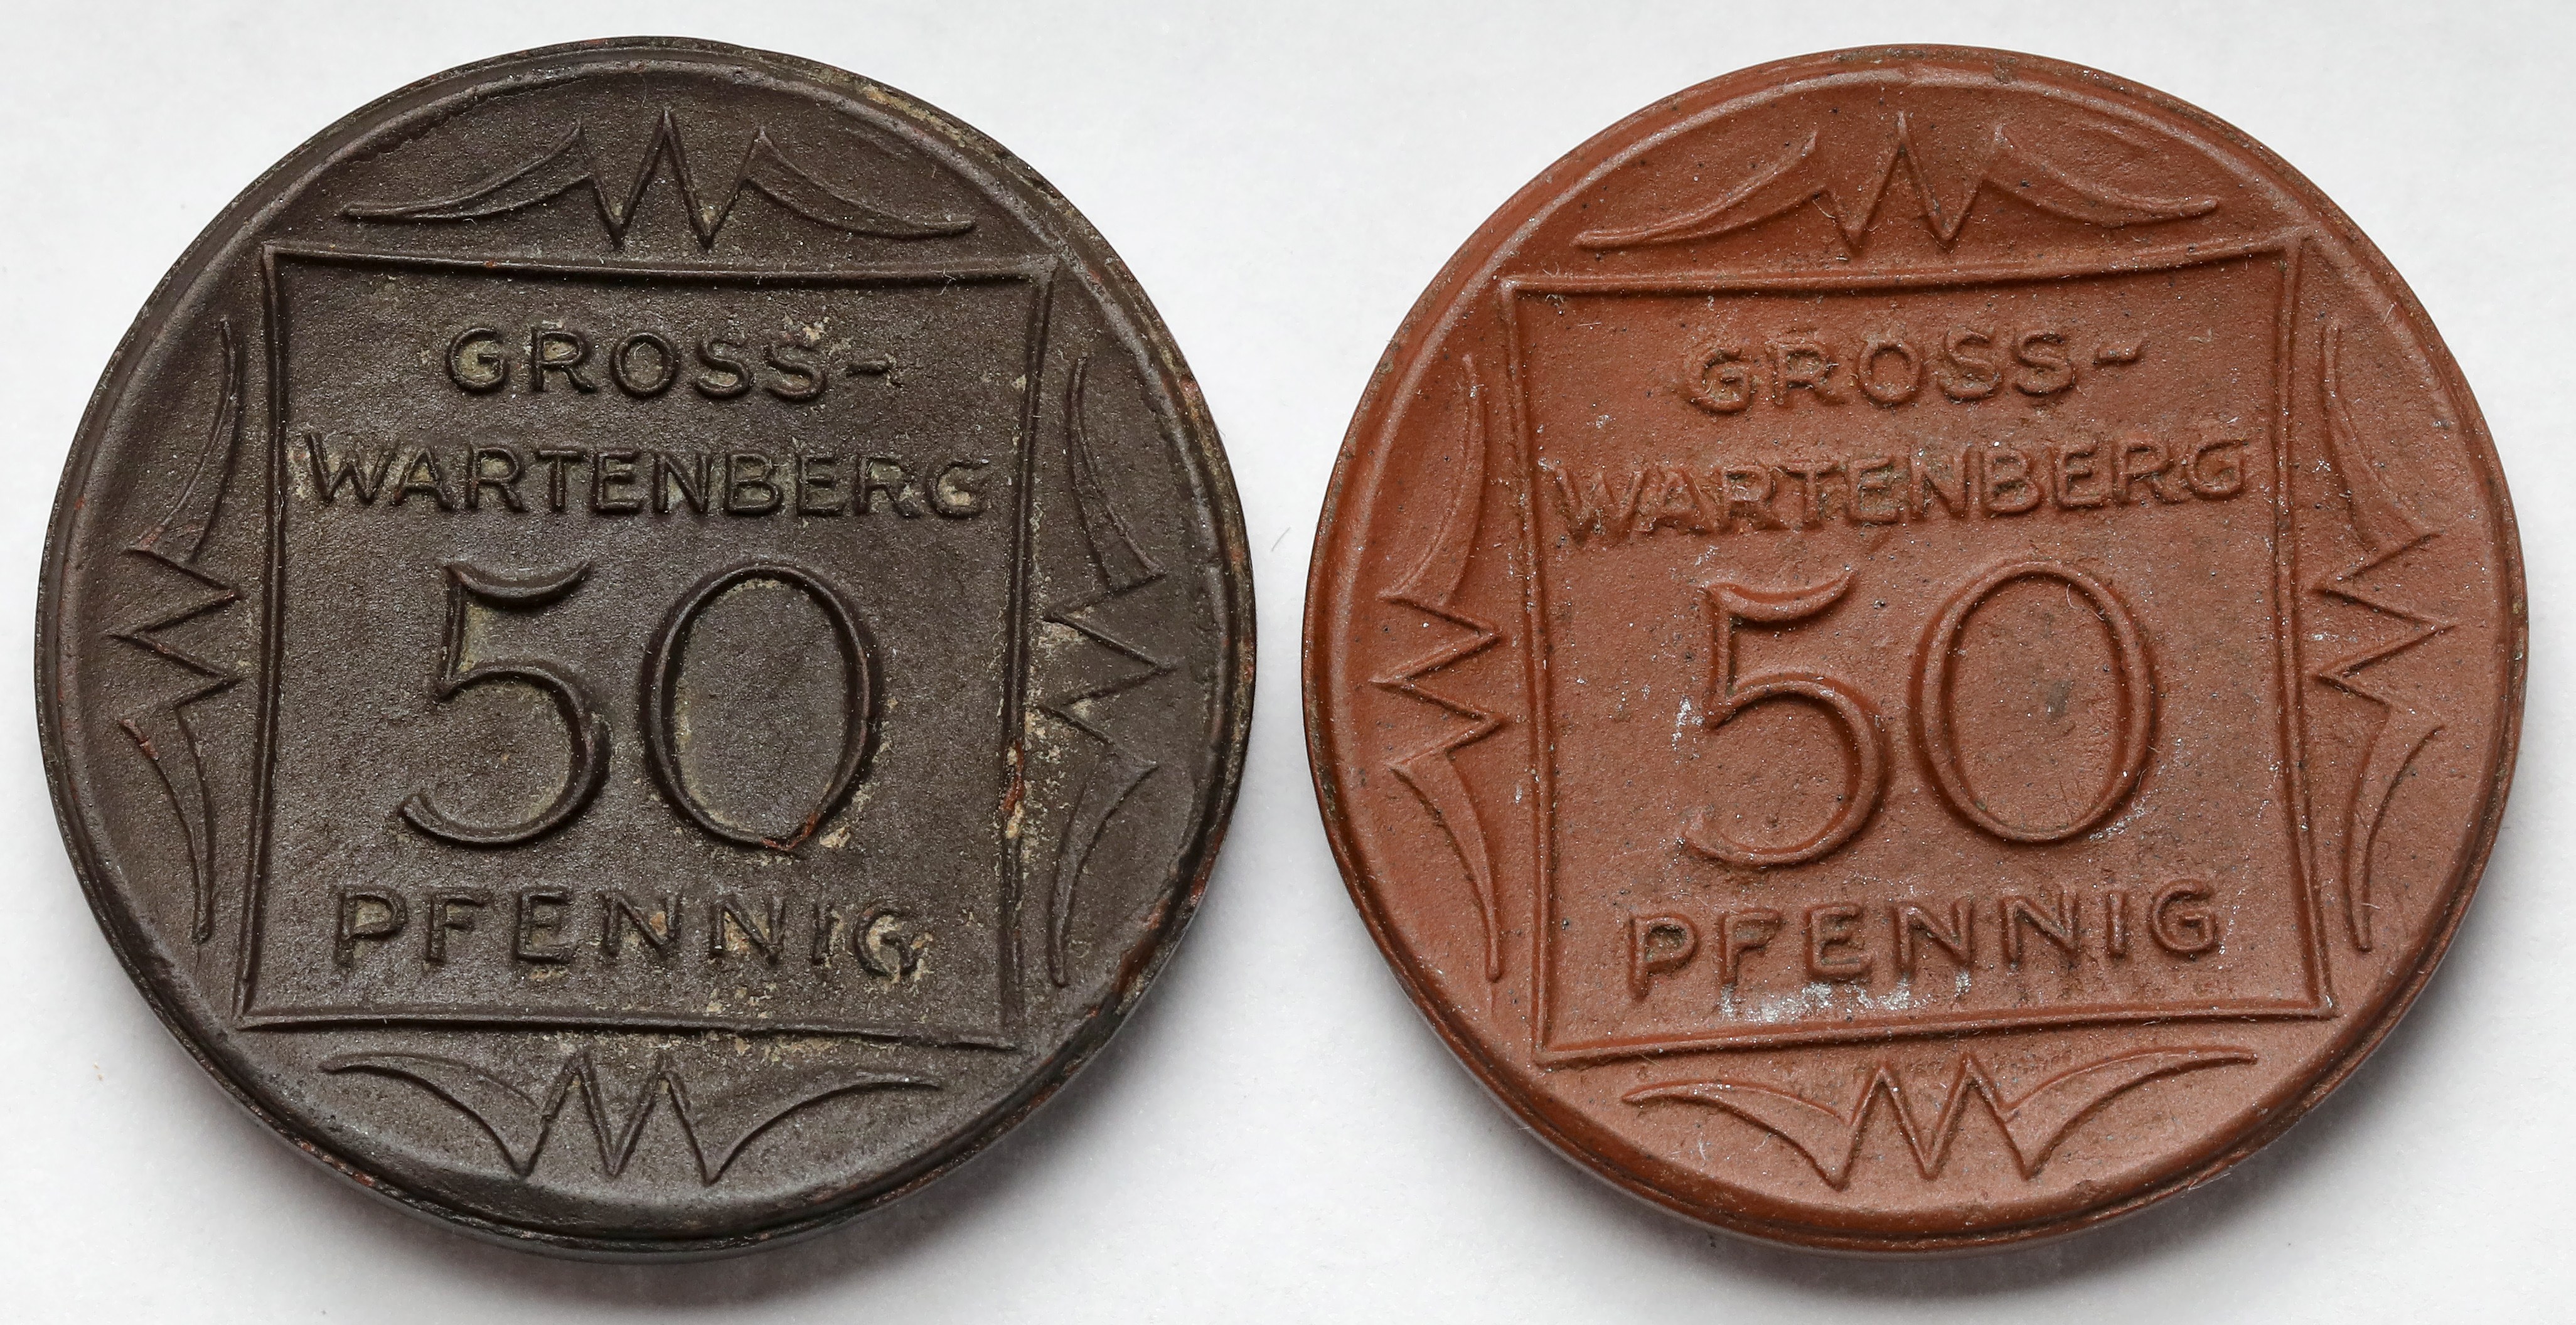 GROSS-
WARTENBERG
50
PFENNIG
GROSS-
WARTENBERG
50
PFENNIG